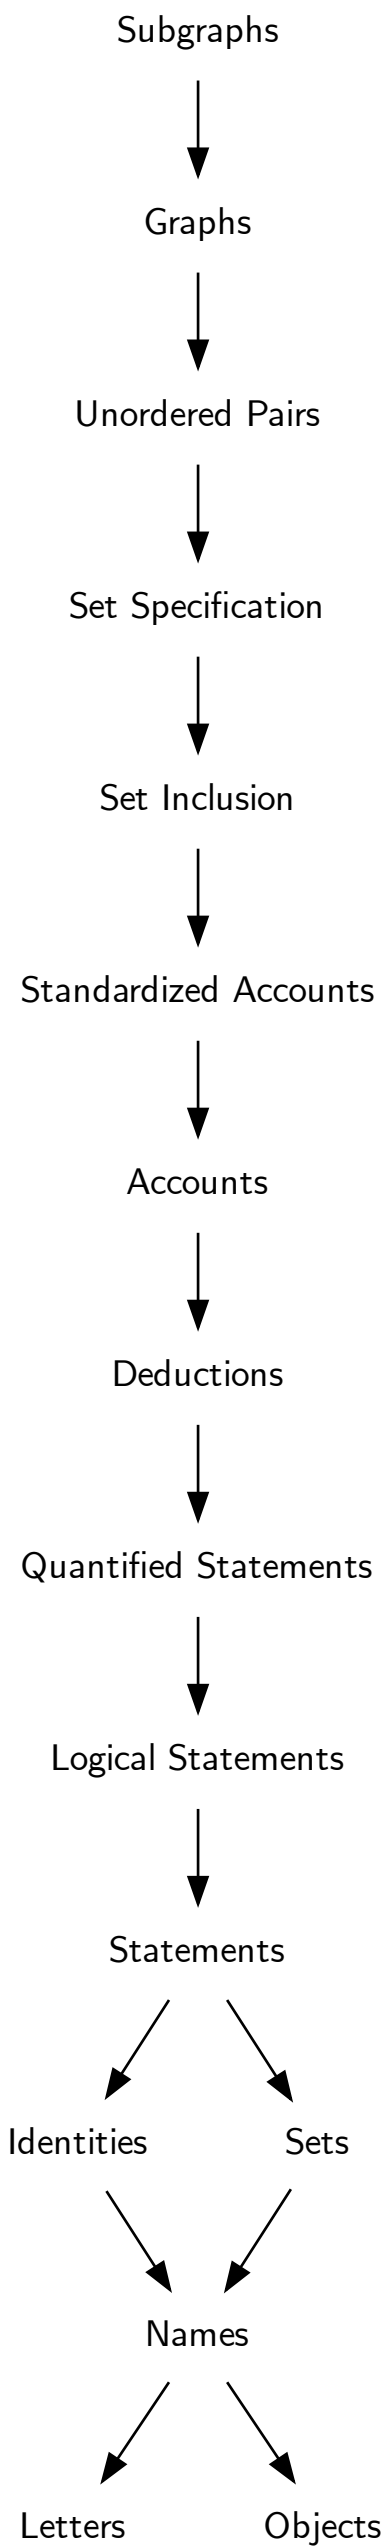 Subgraphs
Graphs
Unordered Pairs
Set Specification
Set Inclusion
Standardized Accounts
Accounts
Deductions
Quantified Statements
Logical Statements
Statements
Identities
Sets
Names
Letters
Objects